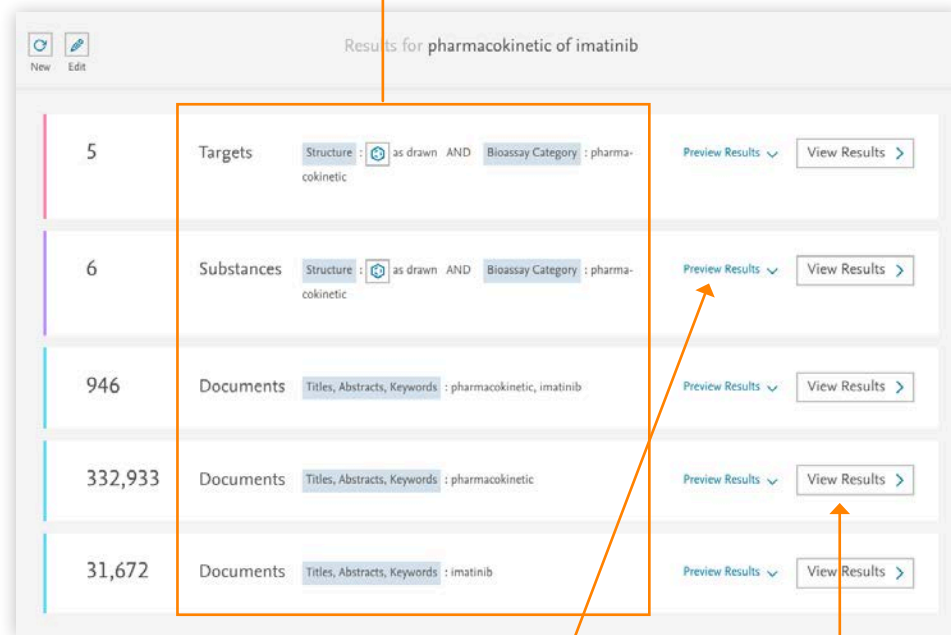 Results for pharmacokinetic of imatinib
New Edit
5 Targets Structure : as drawn AND Bioassay Category : pharma- Preview Results View Results
cokinetic
6 Substances Structure : as drawn AND Bioassay Category : pharma- Preview Results View Results
cokinetic
946 Documents Titles, Abstracts, Keywords : pharmacokinetic, imatinib Preview Results View Results
332,933 Documents Titles, Abstracts, Keywords : pharmacokinetic Preview Results View Results
31,672 Documents Titles, Abstracts, Keywords : imatinib Preview Results View Results